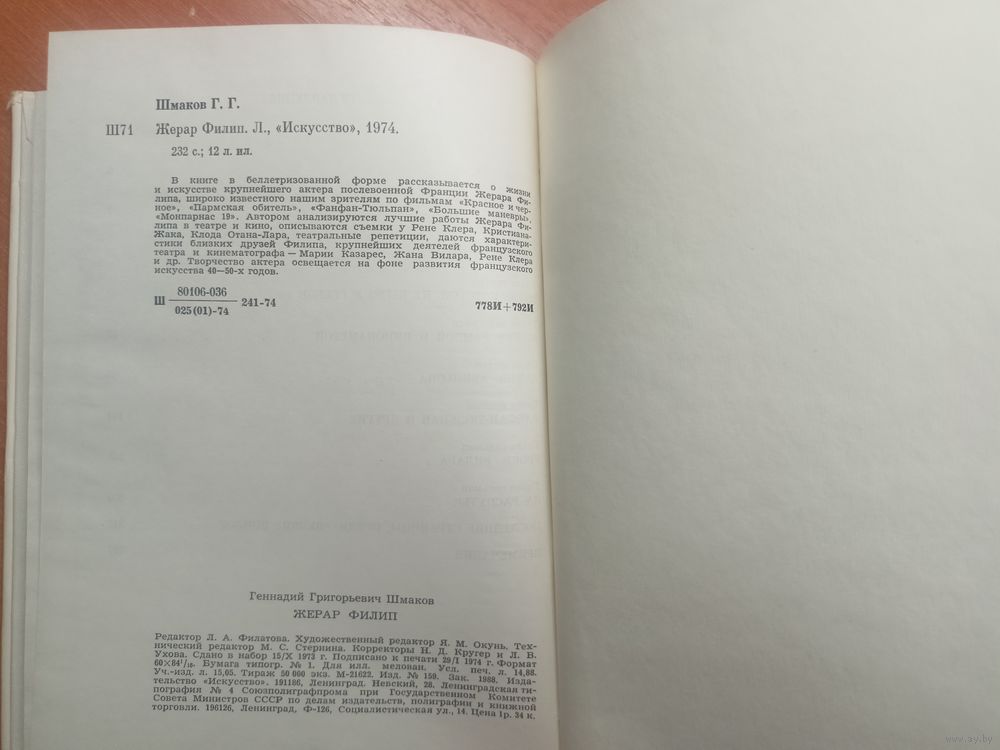 Шмаков Г. Г.
Ш71 Жерар Филип. Л., «Искусство», 1974.
232 с.; 12 л. ил.
В книге в беллетризованной форме рассказывается о жизни
и искусстве крупнейшего актера послевоенной Франции Жерара Фи-
липа, широко известного нашим зрителям по фильмам «Красное и чер-
ное», «Пармская обитель», «Фанфан-Тюльпан», «Большие маневры»,
«Монпарнас 19». Автором анализируются лучшие работы Жерара Фи-
липа в театре и кино, описываются съемки у Рене Клера, Кристиана-
Жака, Клода Отана-Лара, театральные репетиции, даются характери-
стики близких друзей Филипа, крупнейших деятелей французского
театра и кинематографа — Марии Казарес, Жана Вилара, Рене Клера
и др. Творчество актера освещается на фоне развития французского
искусства 40—50-х годов.
80106-036
Ш 241-74 778И+792И
025(01)-74
Геннадий Григорьевич Шмаков
ЖЕРАР ФИЛИП
Редактор Л. А. Филатова. Художественный редактор Я. М. Окунь. Тех-
нический редактор М. С. Стернина. Корректоры Н. Д. Кругер и Л. В.
Ухова. Сдано в набор 15/X 1973 г. Подписано к печати 29/I 1974 г. Формат
60×84¹/₁₆. Бумага типогр. № 1. Для илл. мелован. Усл. печ. л. 14,88.
Уч.-изд. л. 15,05. Тираж 50 000 экз. М-21622. Изд. № 159. Зак. 1988. Изда-
тельство «Искусство». 191186, Ленинград. Невский, 28. Ленинградская ти-
пография № 4 Союзполиграфпрома при Государственном Комитете
Совета Министров СССР по делам издательств, полиграфии и книжной
торговли. 196126, Ленинград, Ф-126, Социалистическая ул., 14. Цена 1р. 34 к.
www.ay.by